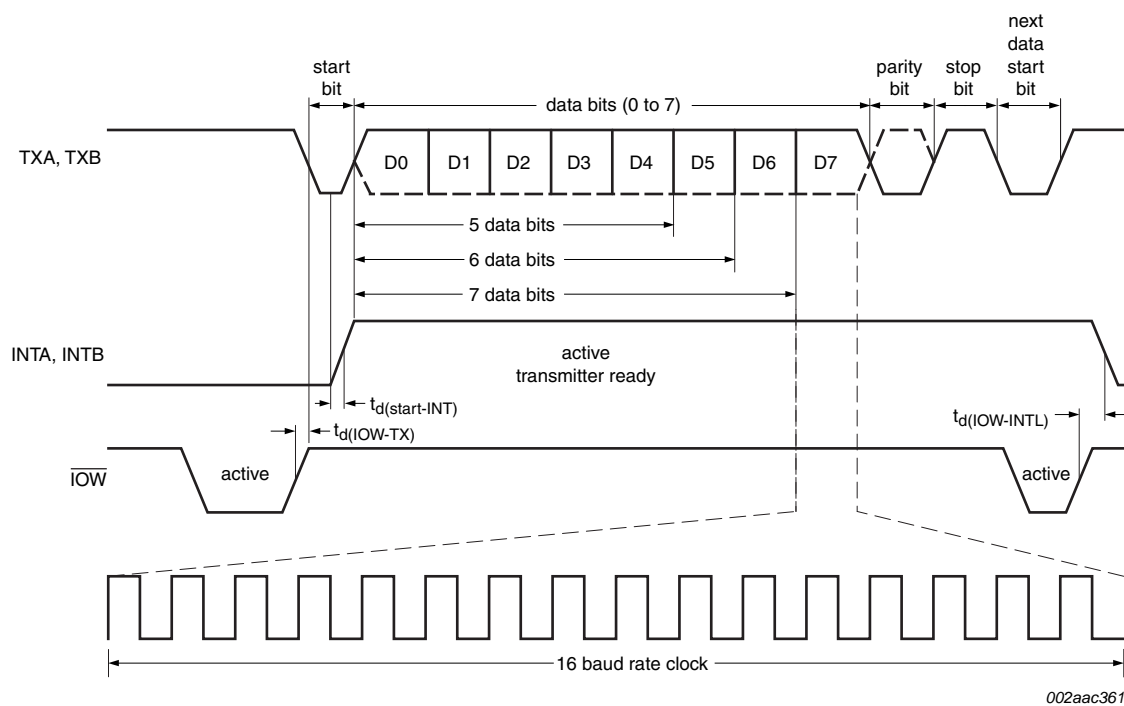 next
data
start
bit
start
bit
parity
bit
stop
bit
data bits (0 to 7)
TXA, TXB
D0 D1 D2 D3 D4 D5 D6 D7
5 data bits
6 data bits
7 data bits
INTA, INTB
active
transmitter ready
td(start-INT)
td(IOW-TX)
td(IOW-INTL)
IOW
active
active
16 baud rate clock
002aac361